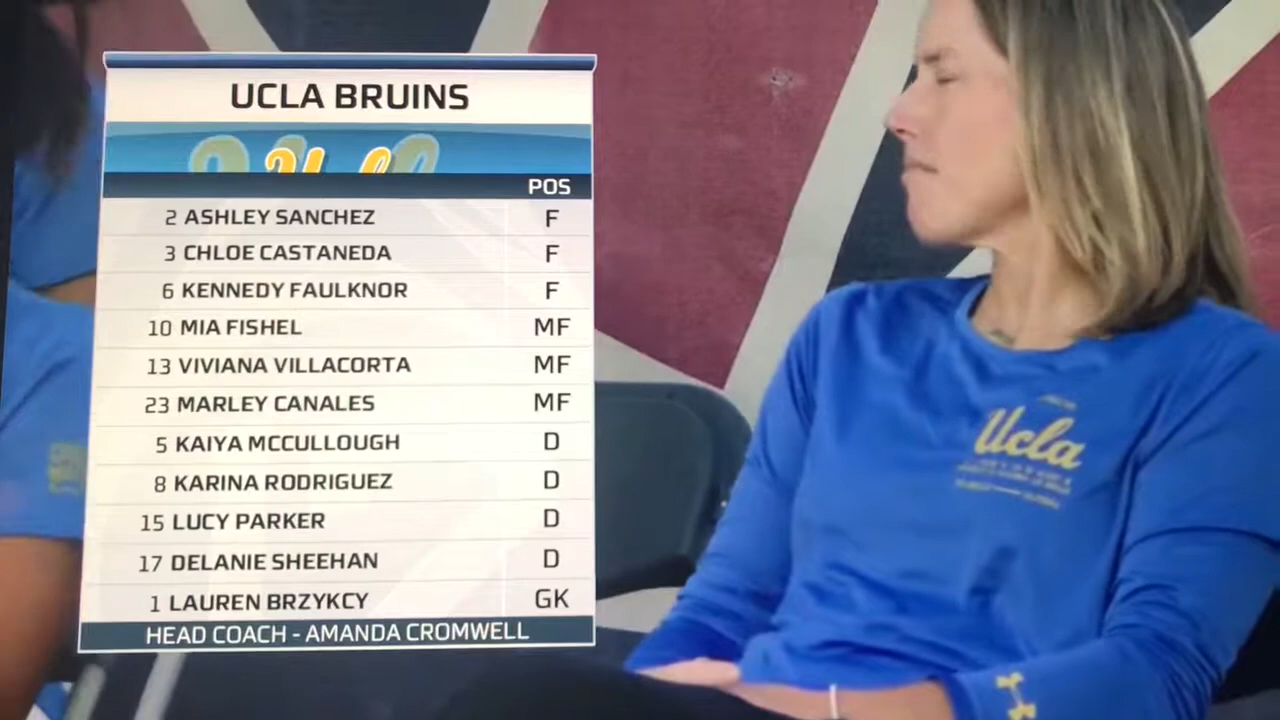 UCLA BRUINS
POS
2 ASHLEY SANCHEZ F
3 CHLOE CASTANEDA F
6 KENNEDY FAULKNOR F
10 MIA FISHEL MF
13 VIVIANA VILLACORTA MF
23 MARLEY CANALES MF
5 KAIYA MCCULLOUGH D
8 KARINA RODRIGUEZ D
15 LUCY PARKER D
17 DELANIE SHEEHAN D
1 LAUREN BRZYKCY GK
HEAD COACH - AMANDA CROMWELL
Ucla